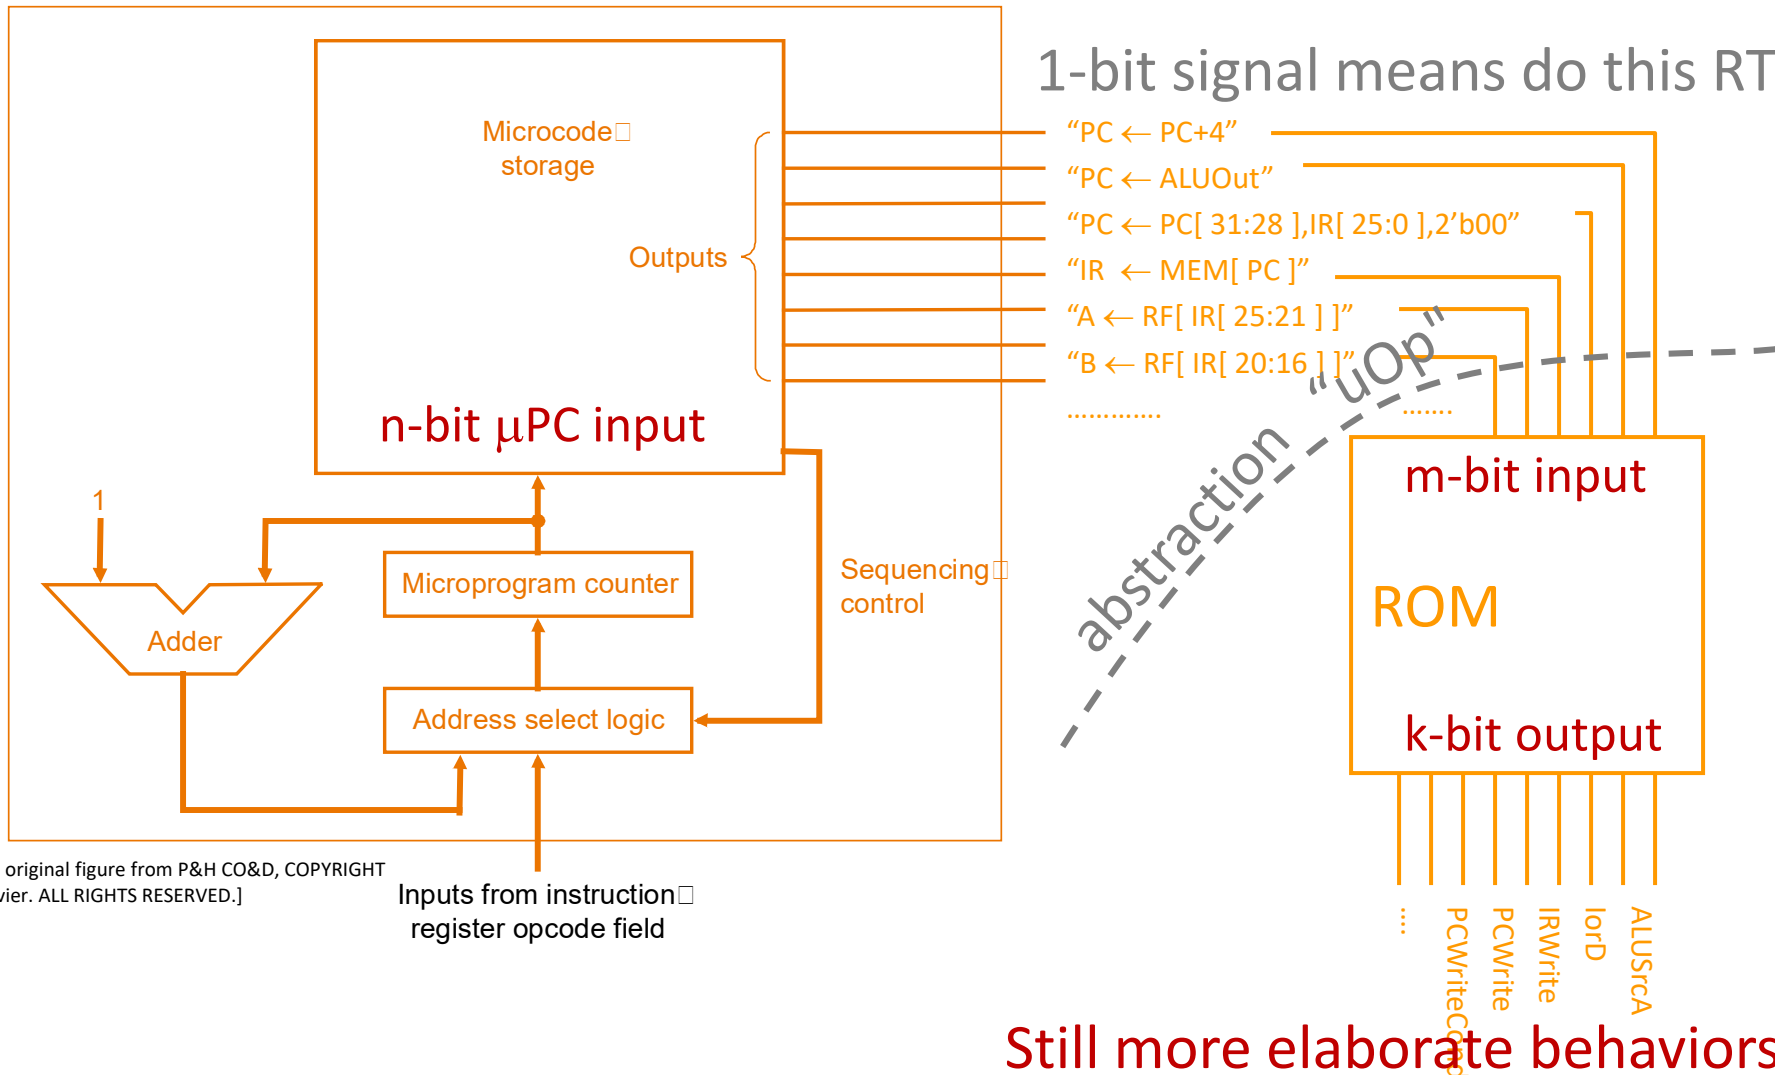 1-bit signal means do this RT
Microcode
storage
Outputs
n-bit μPC input
1
Adder
Microprogram counter
Address select logic
Sequencing
control
Inputs from instruction
register opcode field
original figure from P&H CO&D, COPYRIGHT
vier. ALL RIGHTS RESERVED.]
“PC ← PC+4”
“PC ← ALUOut”
“PC ← PC[ 31:28 ],IR[ 25:0 ],2’b00”
“IR ← MEM[ PC ]”
“A ← RF[ IR[ 25:21 ] ]”
“B ← RF[ IR[ 20:16 ] ]”
.............
.......
abstraction “uOp”
m-bit input
ROM
k-bit output
....
PCWriteCond
PCWrite
IRWrite
IorD
ALUSrcA
Still more elaborate behaviors